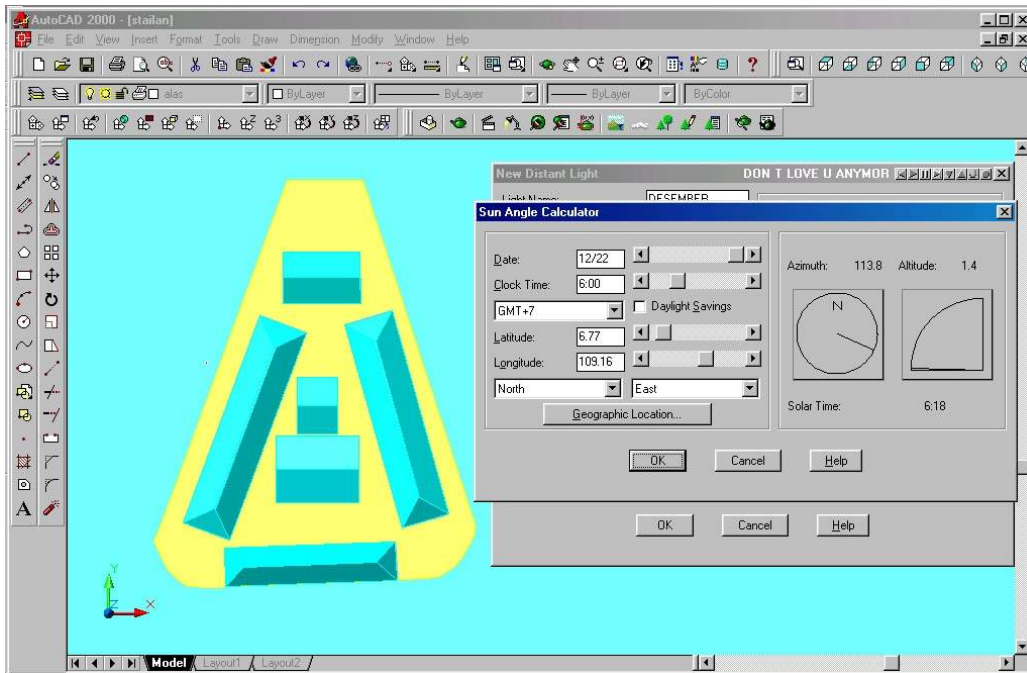 AutoCAD 2000 - [stailan]
File Edit View Insert Format Tools Draw Dimension Modify Window Help
alas ByLayer ByLayer ByLayer ByColor
New Distant Light DON T LOVE U ANYMOR
Light Name: DESEMBER
Sun Angle Calculator
Date: 12/22
Clock Time: 6:00
GMT+7 Daylight Savings
Latitude: 6.77
Longitude: 109.16
North East
Geographic Location...
Azimuth: 113.8 Altitude: 1.4
N
Solar Time: 6:18
OK Cancel Help
OK Cancel Help
Y
Z X
Model Layout1 Layout2